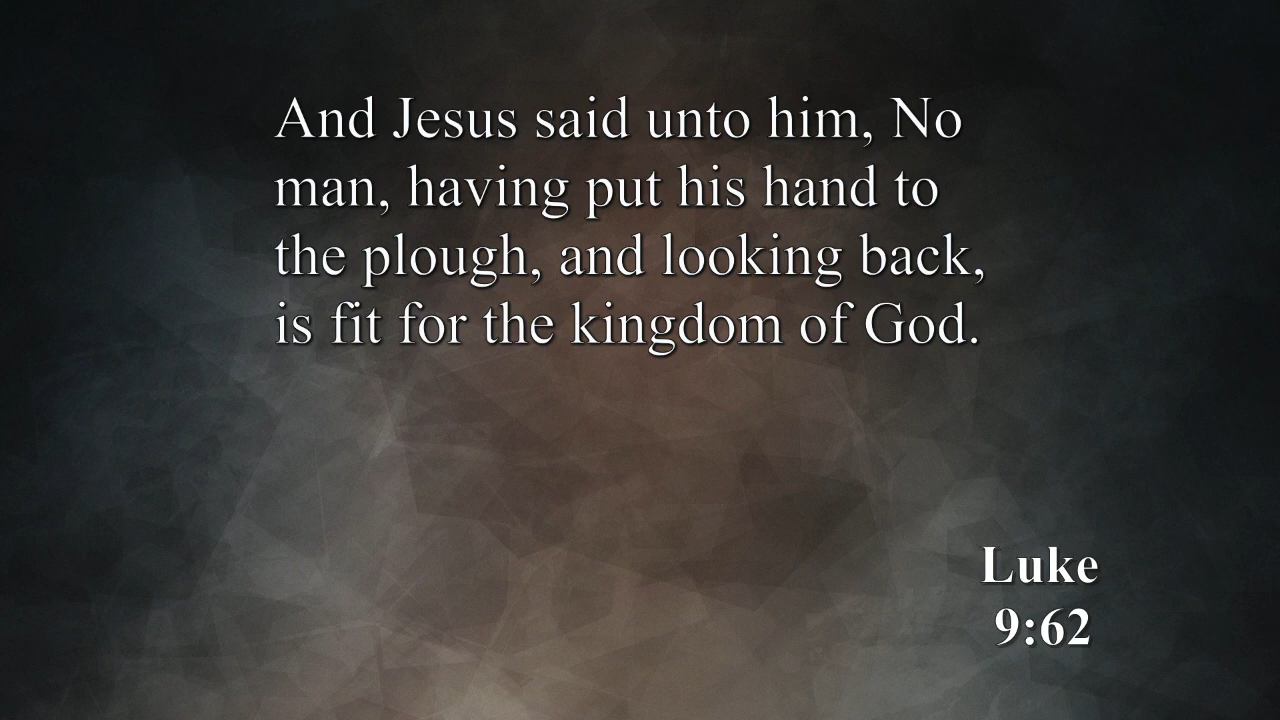 And Jesus said unto him, No
man, having put his hand to
the plough, and looking back,
is fit for the kingdom of God.
Luke
9:62